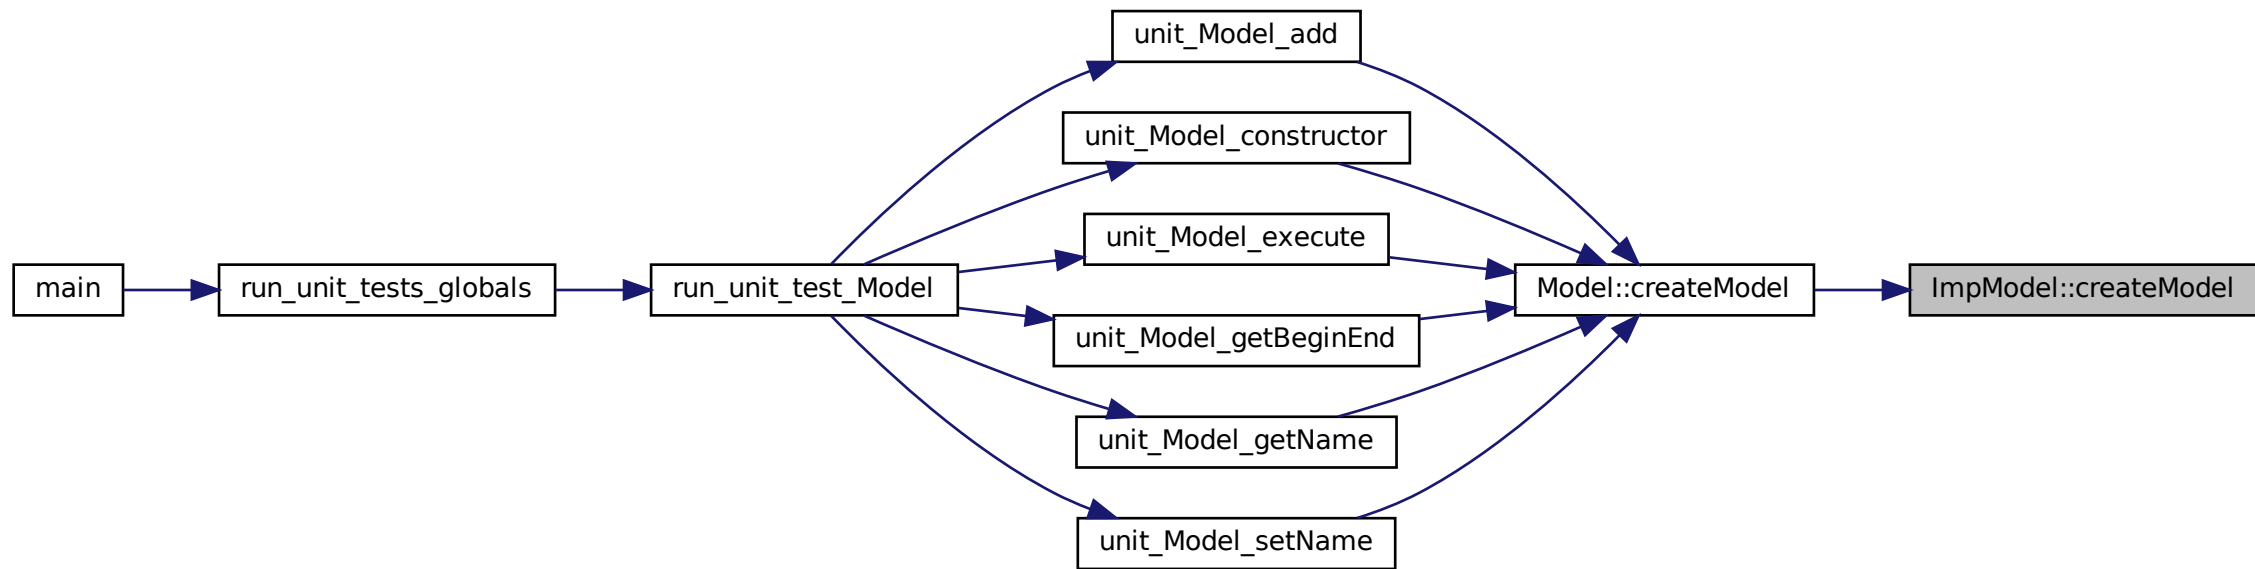 unit_Model_add
unit_Model_constructor
unit_Model_execute
main
run_unit_tests_globals
run_unit_test_Model
Model::createModel
ImpModel::createModel
unit_Model_getBeginEnd
unit_Model_getName
unit_Model_setName